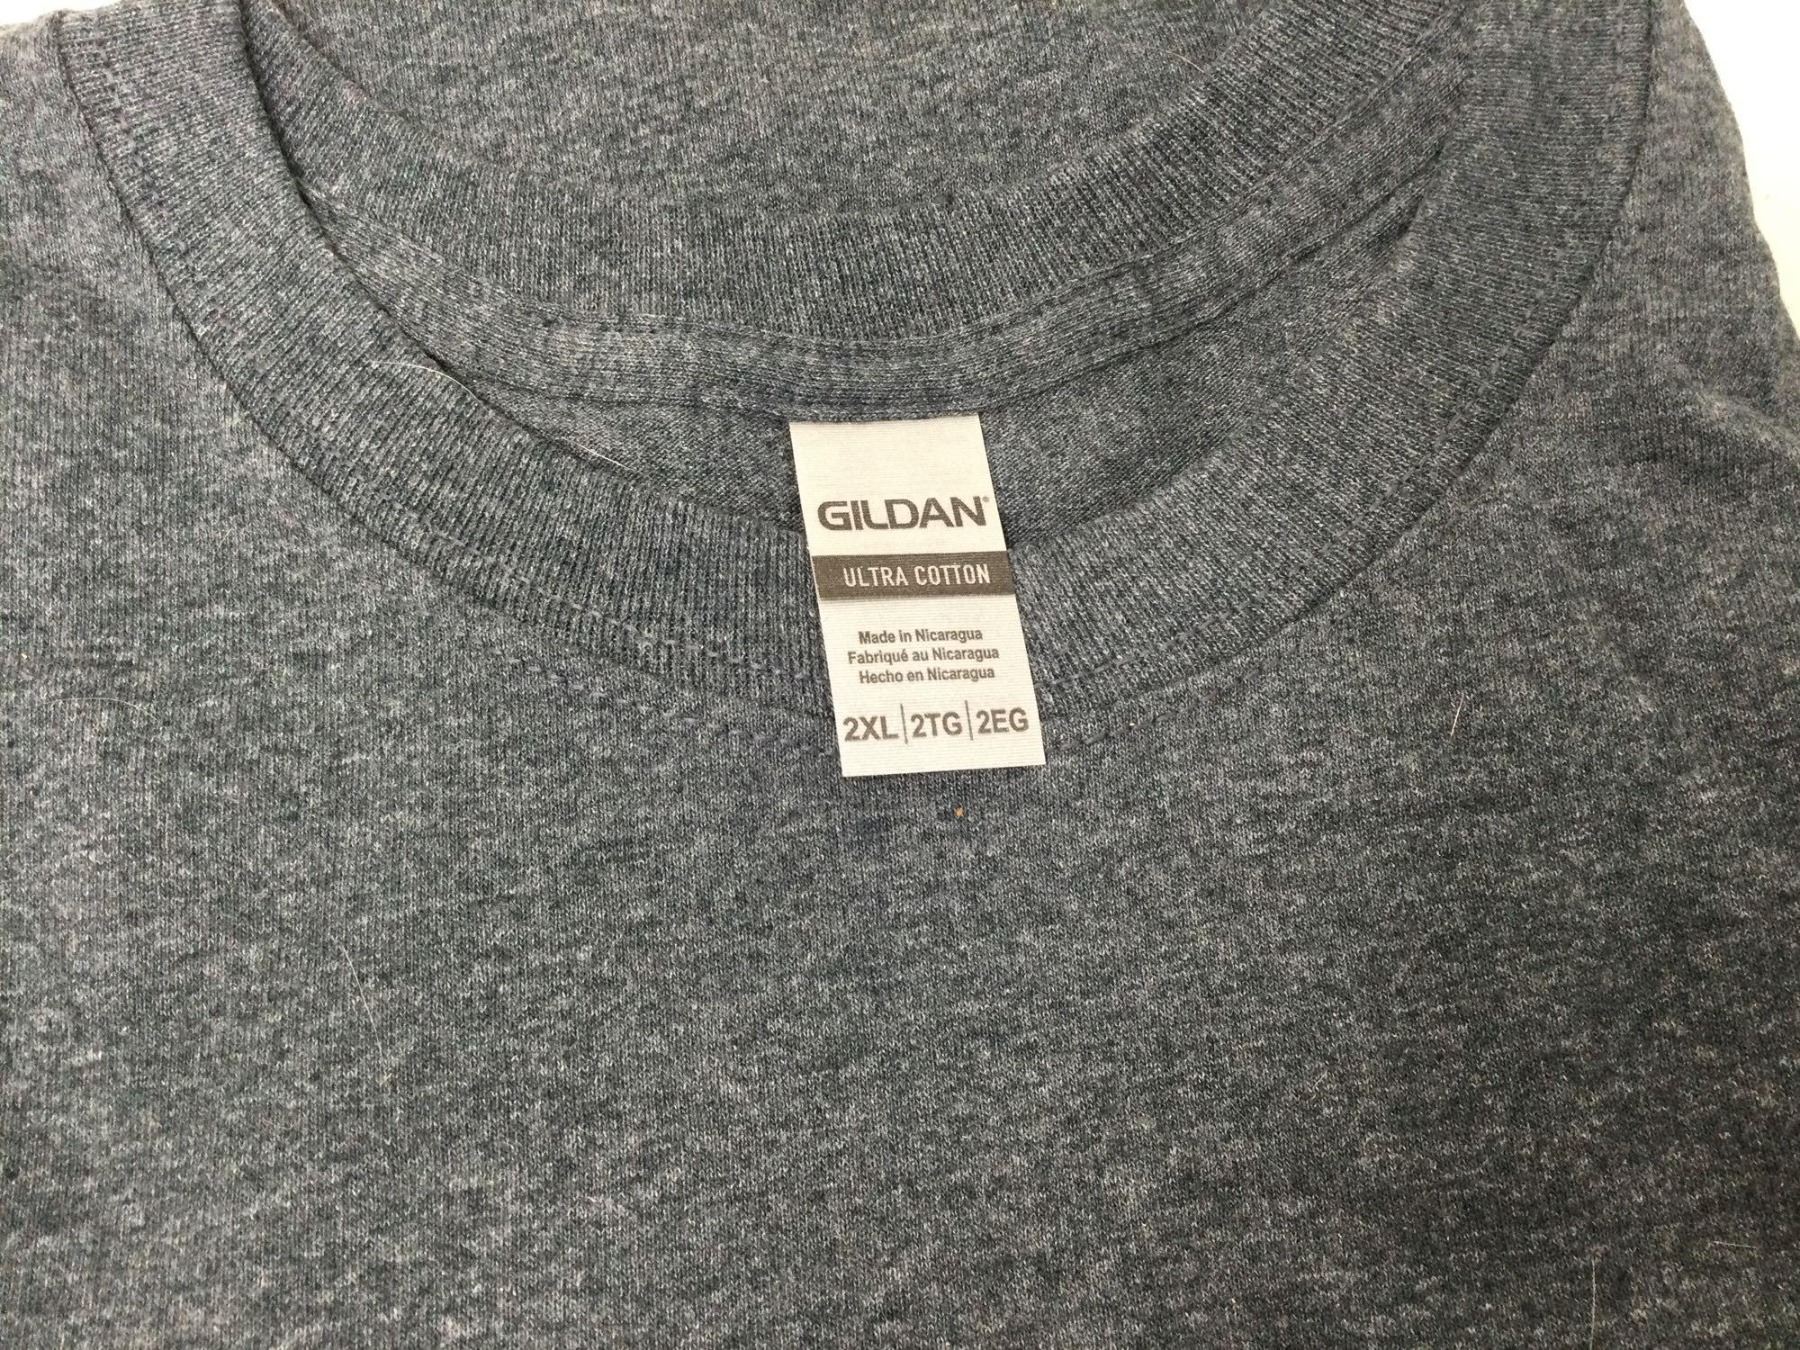 GILDAN®
ULTRA COTTON
Made in Nicaragua
Fabriqué au Nicaragua
Hecho en Nicaragua
2XL|2TG|2EG